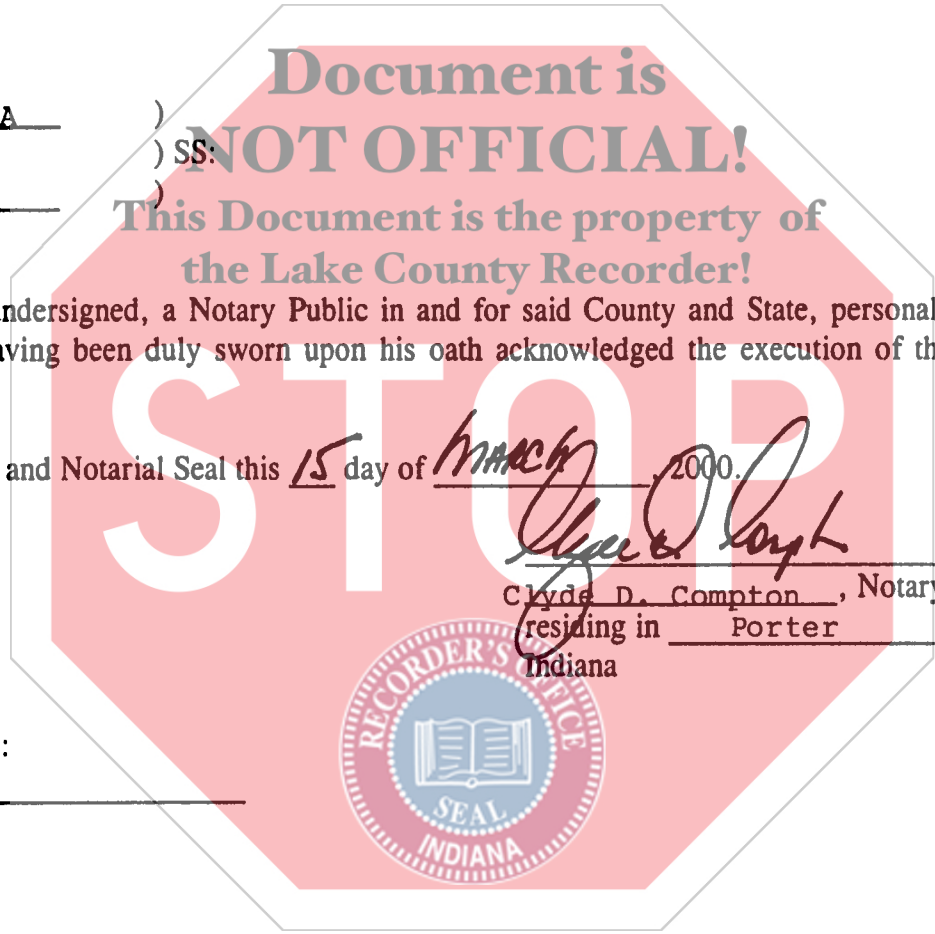 Document is
A )
NOT OFFICIAL!
) SS:
)
This Document is the property of
the Lake County Recorder!
ndersigned, a Notary Public in and for said County and State, personal
aving been duly sworn upon his oath acknowledged the execution of th
STOP
and Notarial Seal this 15 day of MARCH, 2000.
Clyde D. Compton
Clyde D. Compton, Notary
residing in Porter
Indiana
RECORDER'S OFFICE
SEAL
INDIANA
: